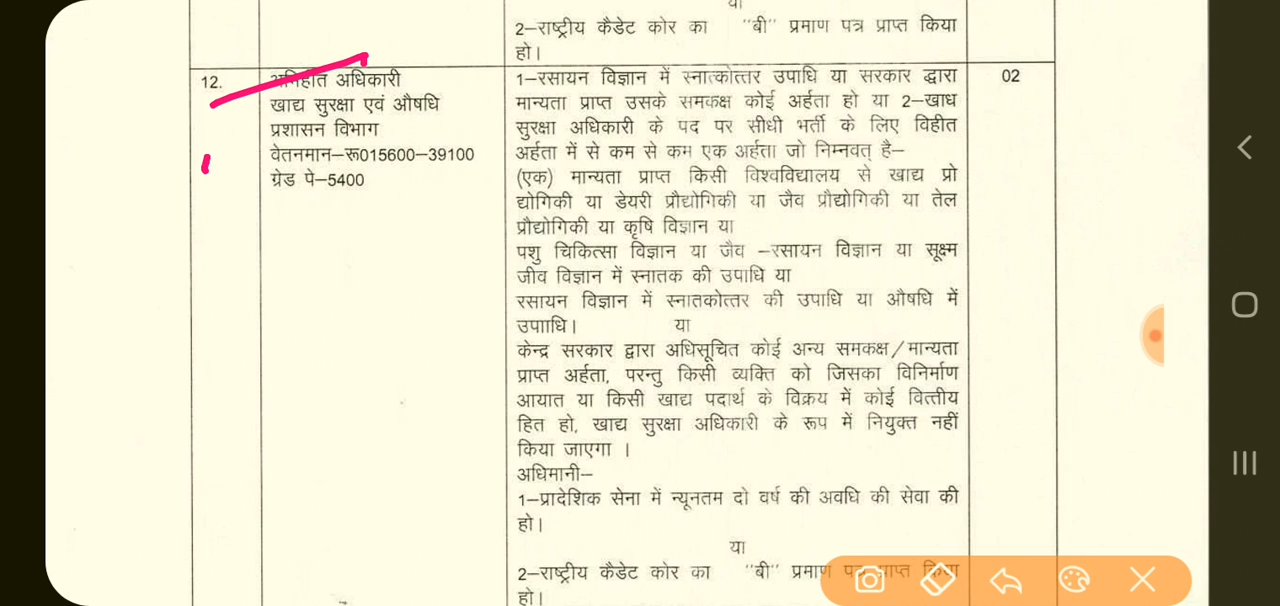 या
2–राष्ट्रीय कैडेट कोर का ''बी'' प्रमाण पत्र प्राप्त किया
हो।
12.
अभिहीत अधिकारी
खाद्य सुरक्षा एवं औषधि
प्रशासन विभाग
वेतनमान–रू015600–39100
ग्रेड पे–5400
1–रसायन विज्ञान में स्नात्कोत्तर उपाधि या सरकार द्धारा
मान्यता प्राप्त उसके समकक्ष कोई अर्हता हो या 2–खाध
सुरक्षा अधिकारी के पद पर सीधी भर्ती के लिए विहीत
अर्हता में से कम से कम एक अर्हता जो निम्नवत् है–
(एक) मान्यता प्राप्त किसी विश्वविद्यालय से खाद्य प्रो
द्योगिकी या डेयरी प्रौद्योगिकी या जैव प्रौद्योगिकी या तेल
प्रौद्योगिकी या कृषि विज्ञान या
पशु चिकित्सा विज्ञान या जैव –रसायन विज्ञान या सूक्ष्म
जीव विज्ञान में स्नातक की उपाधि या
रसायन विज्ञान में स्नातकोत्तर की उपाधि या औषधि में
उपााधि। या
केन्द्र सरकार द्वारा अधिसूचित कोई अन्य समकक्ष/मान्यता
प्राप्त अर्हता, परन्तु किसी व्यक्ति को जिसका विनिर्माण
आयात या किसी खाद्य पदार्थ के विक्रय में कोई वित्तीय
हित हो, खाद्य सुरक्षा अधिकारी के रूप में नियुक्त नहीं
किया जाएगा ।
अधिमानी–
1–प्रादेशिक सेना में न्यूनतम दो वर्ष की अवधि की सेवा की
हो।
या
2–राष्ट्रीय कैडेट कोर का ''बी'' प्रमाण पत्र प्राप्त किया
हो।
02